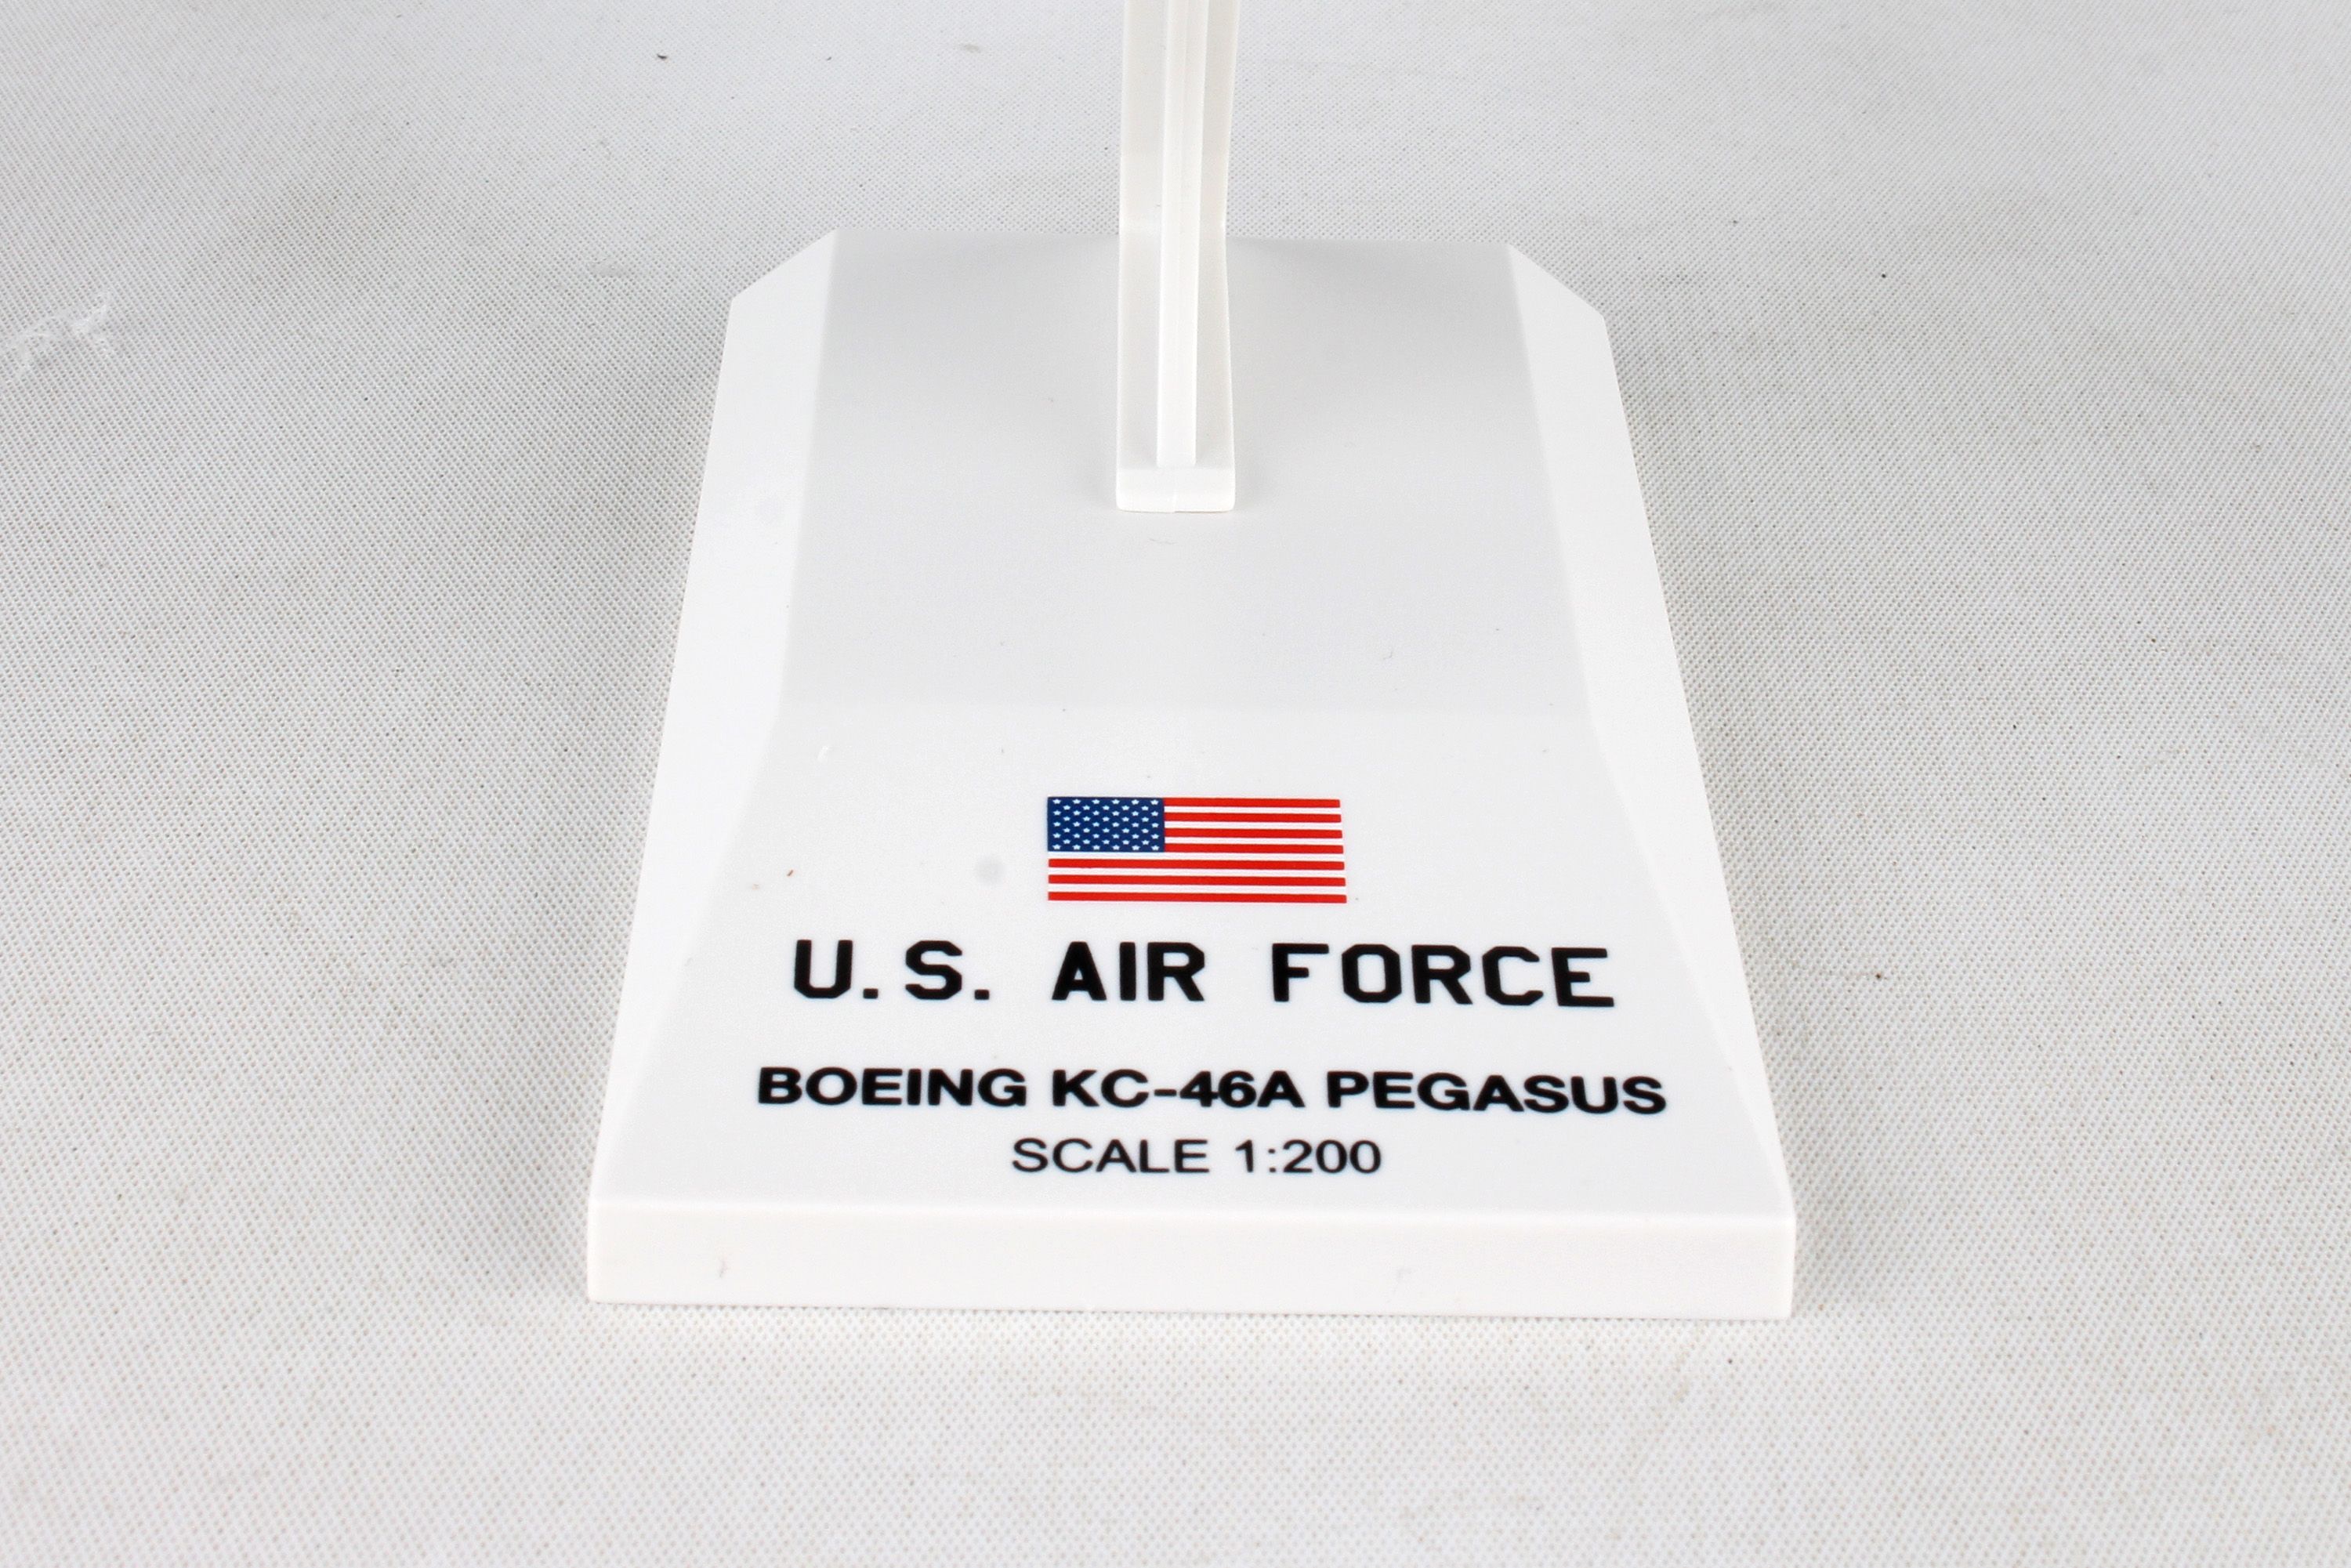 U.S. AIR FORCE
BOEING KC-46A PEGASUS
SCALE 1:200